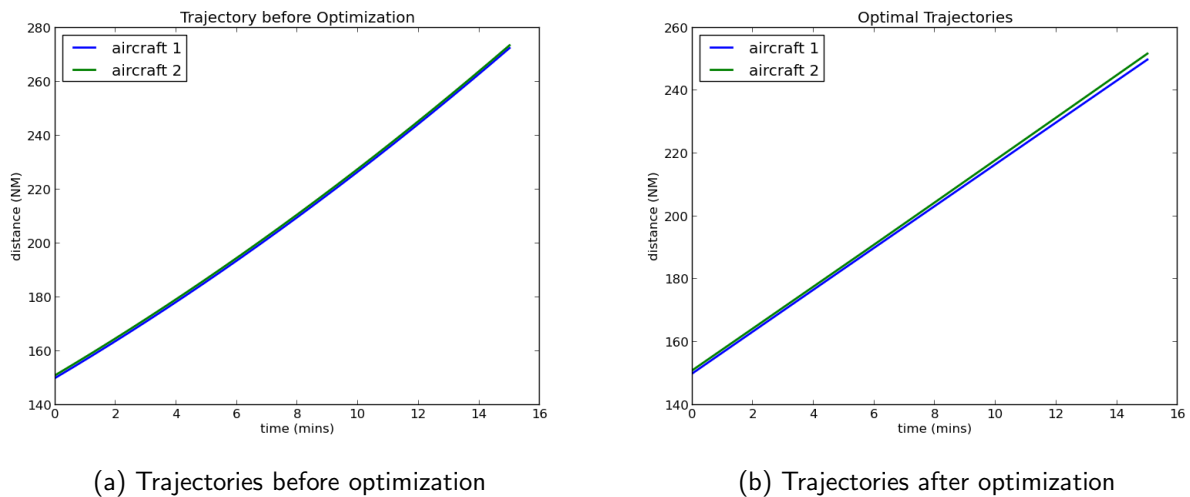 Trajectory before Optimization
280
260
240
220
200
180
160
140
distance (NM)
aircraft 1
aircraft 2
0 2 4 6 8 10 12 14 16
time (mins)
(a) Trajectories before optimization
Optimal Trajectories
260
240
220
200
180
160
140
distance (NM)
aircraft 1
aircraft 2
0 2 4 6 8 10 12 14 16
time (mins)
(b) Trajectories after optimization